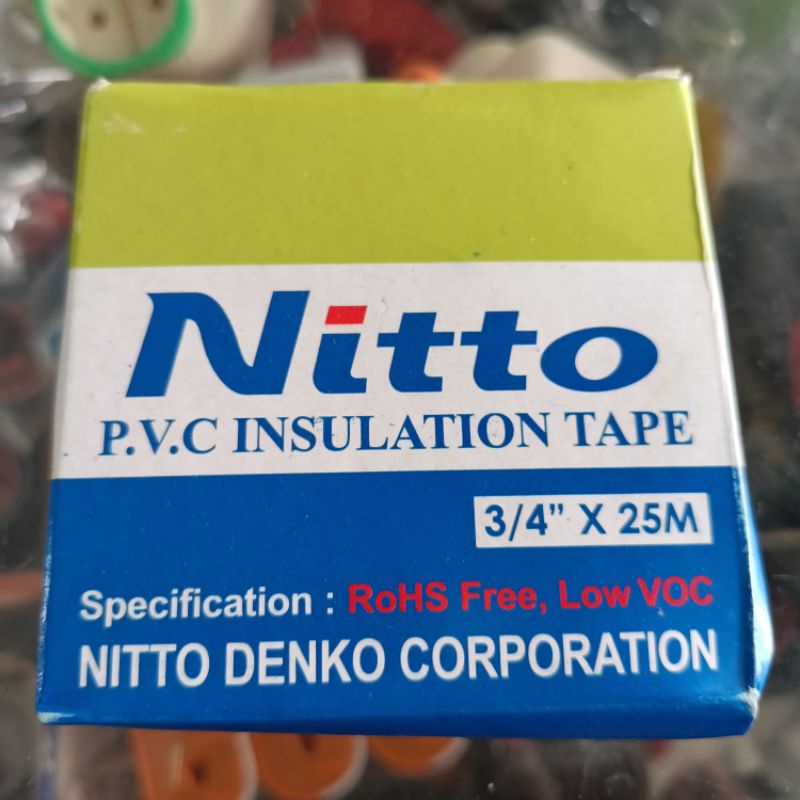 Nitto
P.V.C INSULATION TAPE
3/4" X 25M
Specification : RoHS Free, Low VOC
NITTO DENKO CORPORATION